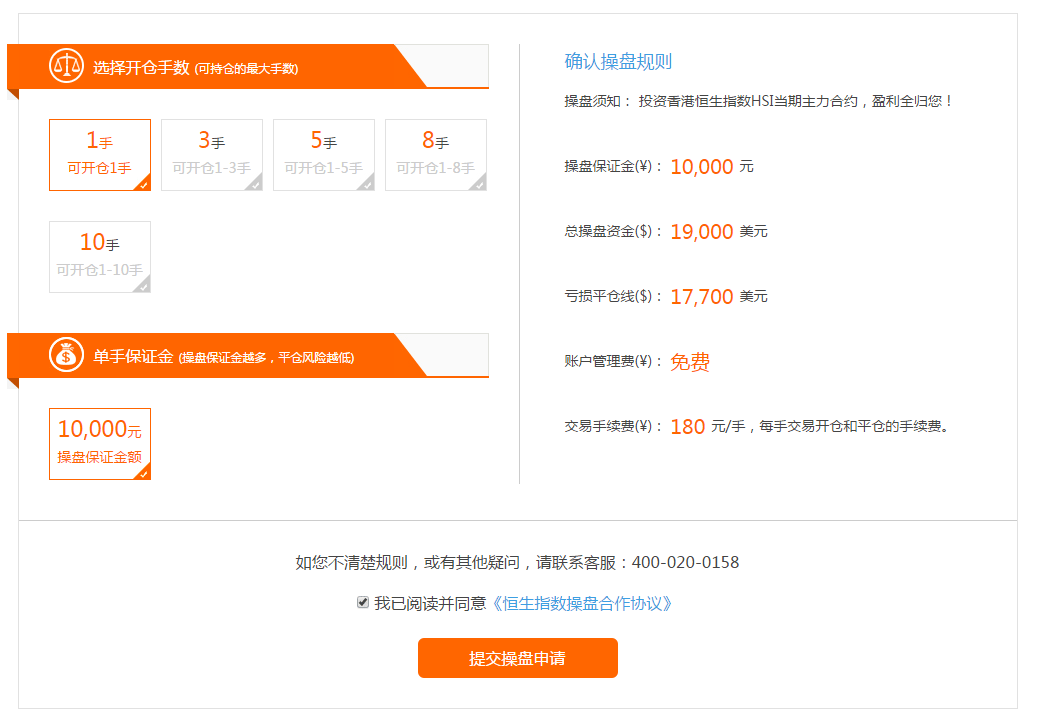 选择开仓手数 (可持仓的最大手数)
1手
可开仓1手
3手
可开仓1-3手
5手
可开仓1-5手
8手
可开仓1-8手
10手
可开仓1-10手
单手保证金 (操盘保证金越多，平仓风险越低)
10,000元
操盘保证金额
确认操盘规则
操盘须知： 投资香港恒生指数HSI当期主力合约，盈利全归您！
操盘保证金(¥)： 10,000 元
总操盘资金($)： 19,000 美元
亏损平仓线($)： 17,700 美元
账户管理费(¥)： 免费
交易手续费(¥)： 180 元/手，每手交易开仓和平仓的手续费。
如您不清楚规则，或有其他疑问，请联系客服：400-020-0158
我已阅读并同意《恒生指数操盘合作协议》
提交操盘申请